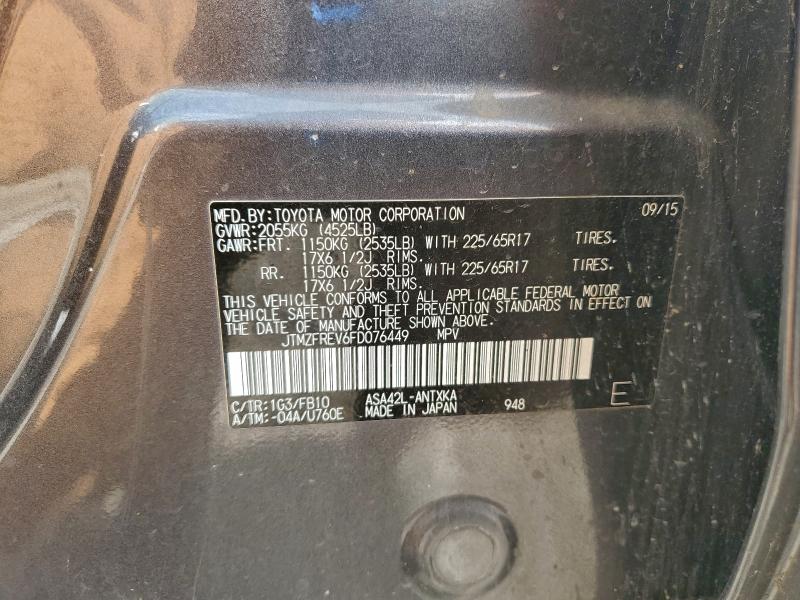 MFD.BY:TOYOTA MOTOR CORPORATION 09/15
GVWR:2055KG (4525LB)
GAWR:FRT. 1150KG (2535LB) WITH 225/65R17 TIRES.
17X6 1/2J RIMS.
RR. 1150KG (2535LB) WITH 225/65R17 TIRES.
17X6 1/2J RIMS.
THIS VEHICLE CONFORMS TO ALL APPLICABLE FEDERAL MOTOR
VEHICLE SAFETY AND THEFT PREVENTION STANDARDS IN EFFECT ON
THE DATE OF MANUFACTURE SHOWN ABOVE.
JTMZFREV6FD076449 MPV
C/TR:1G3/FB10 ASA42L-ANTXKA
A/TM:-04A/U760E MADE IN JAPAN 948 E